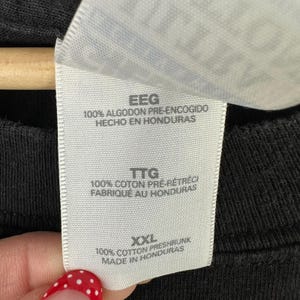 EEG
100% ALGODON PRE-ENCOGIDO
HECHO EN HONDURAS
TTG
100% COTON PRÉ-RÉTRÉCI
FABRIQUÉ AU HONDURAS
XXL
100% COTTON PRESHRUNK
MADE IN HONDURAS